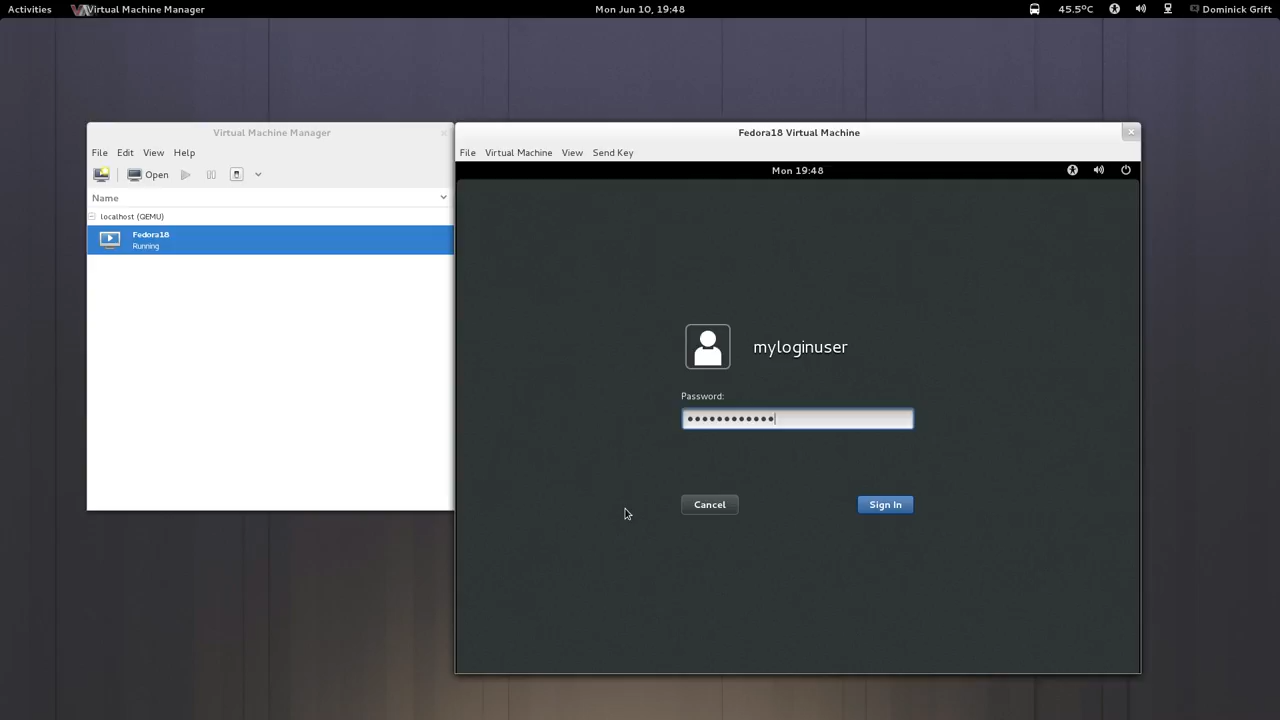 Activities Virtual Machine Manager Mon Jun 10, 19:48 45.5ºC Dominick Grift
Virtual Machine Manager
File Edit View Help
Open
Name
localhost (QEMU)
Fedora18
Running
Fedora18 Virtual Machine
File Virtual Machine View Send Key
Mon 19:48
myloginuser
Password:
••••••••••••
Cancel Sign In